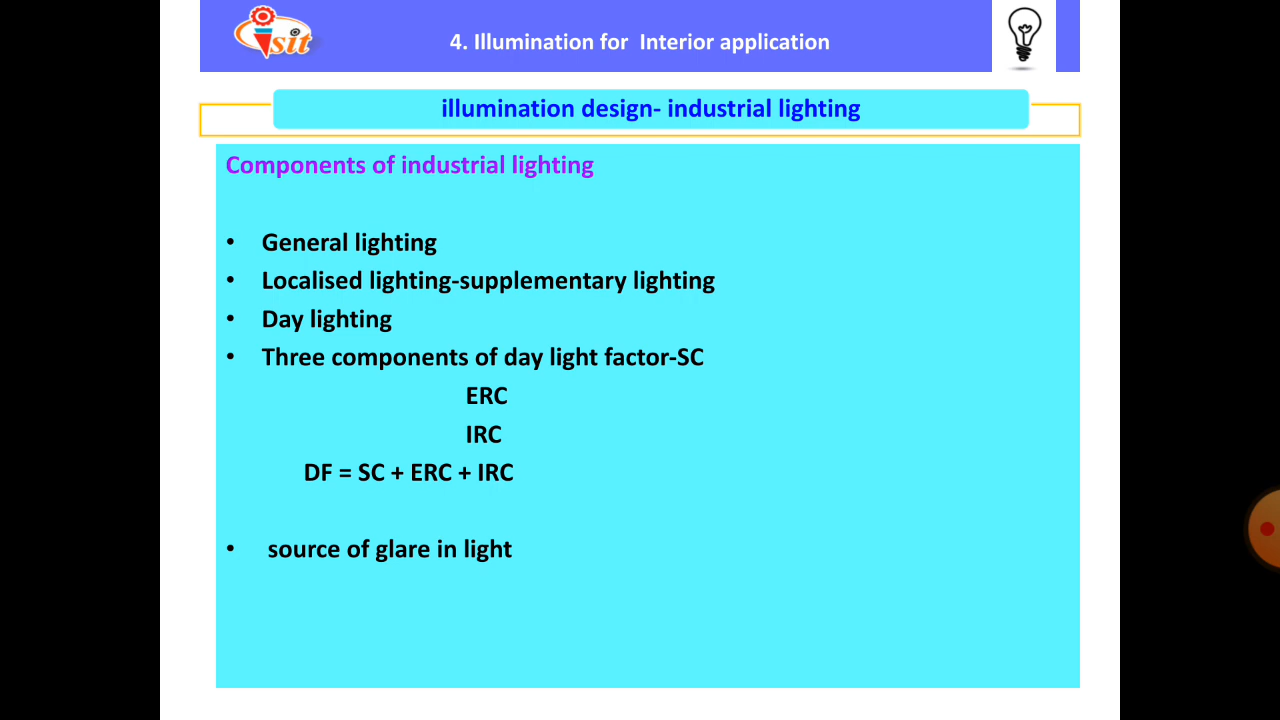 isit
4. Illumination for Interior application
illumination design- industrial lighting
Components of industrial lighting
• General lighting
• Localised lighting-supplementary lighting
• Day lighting
• Three components of day light factor-SC
ERC
IRC
DF = SC + ERC + IRC
• source of glare in light